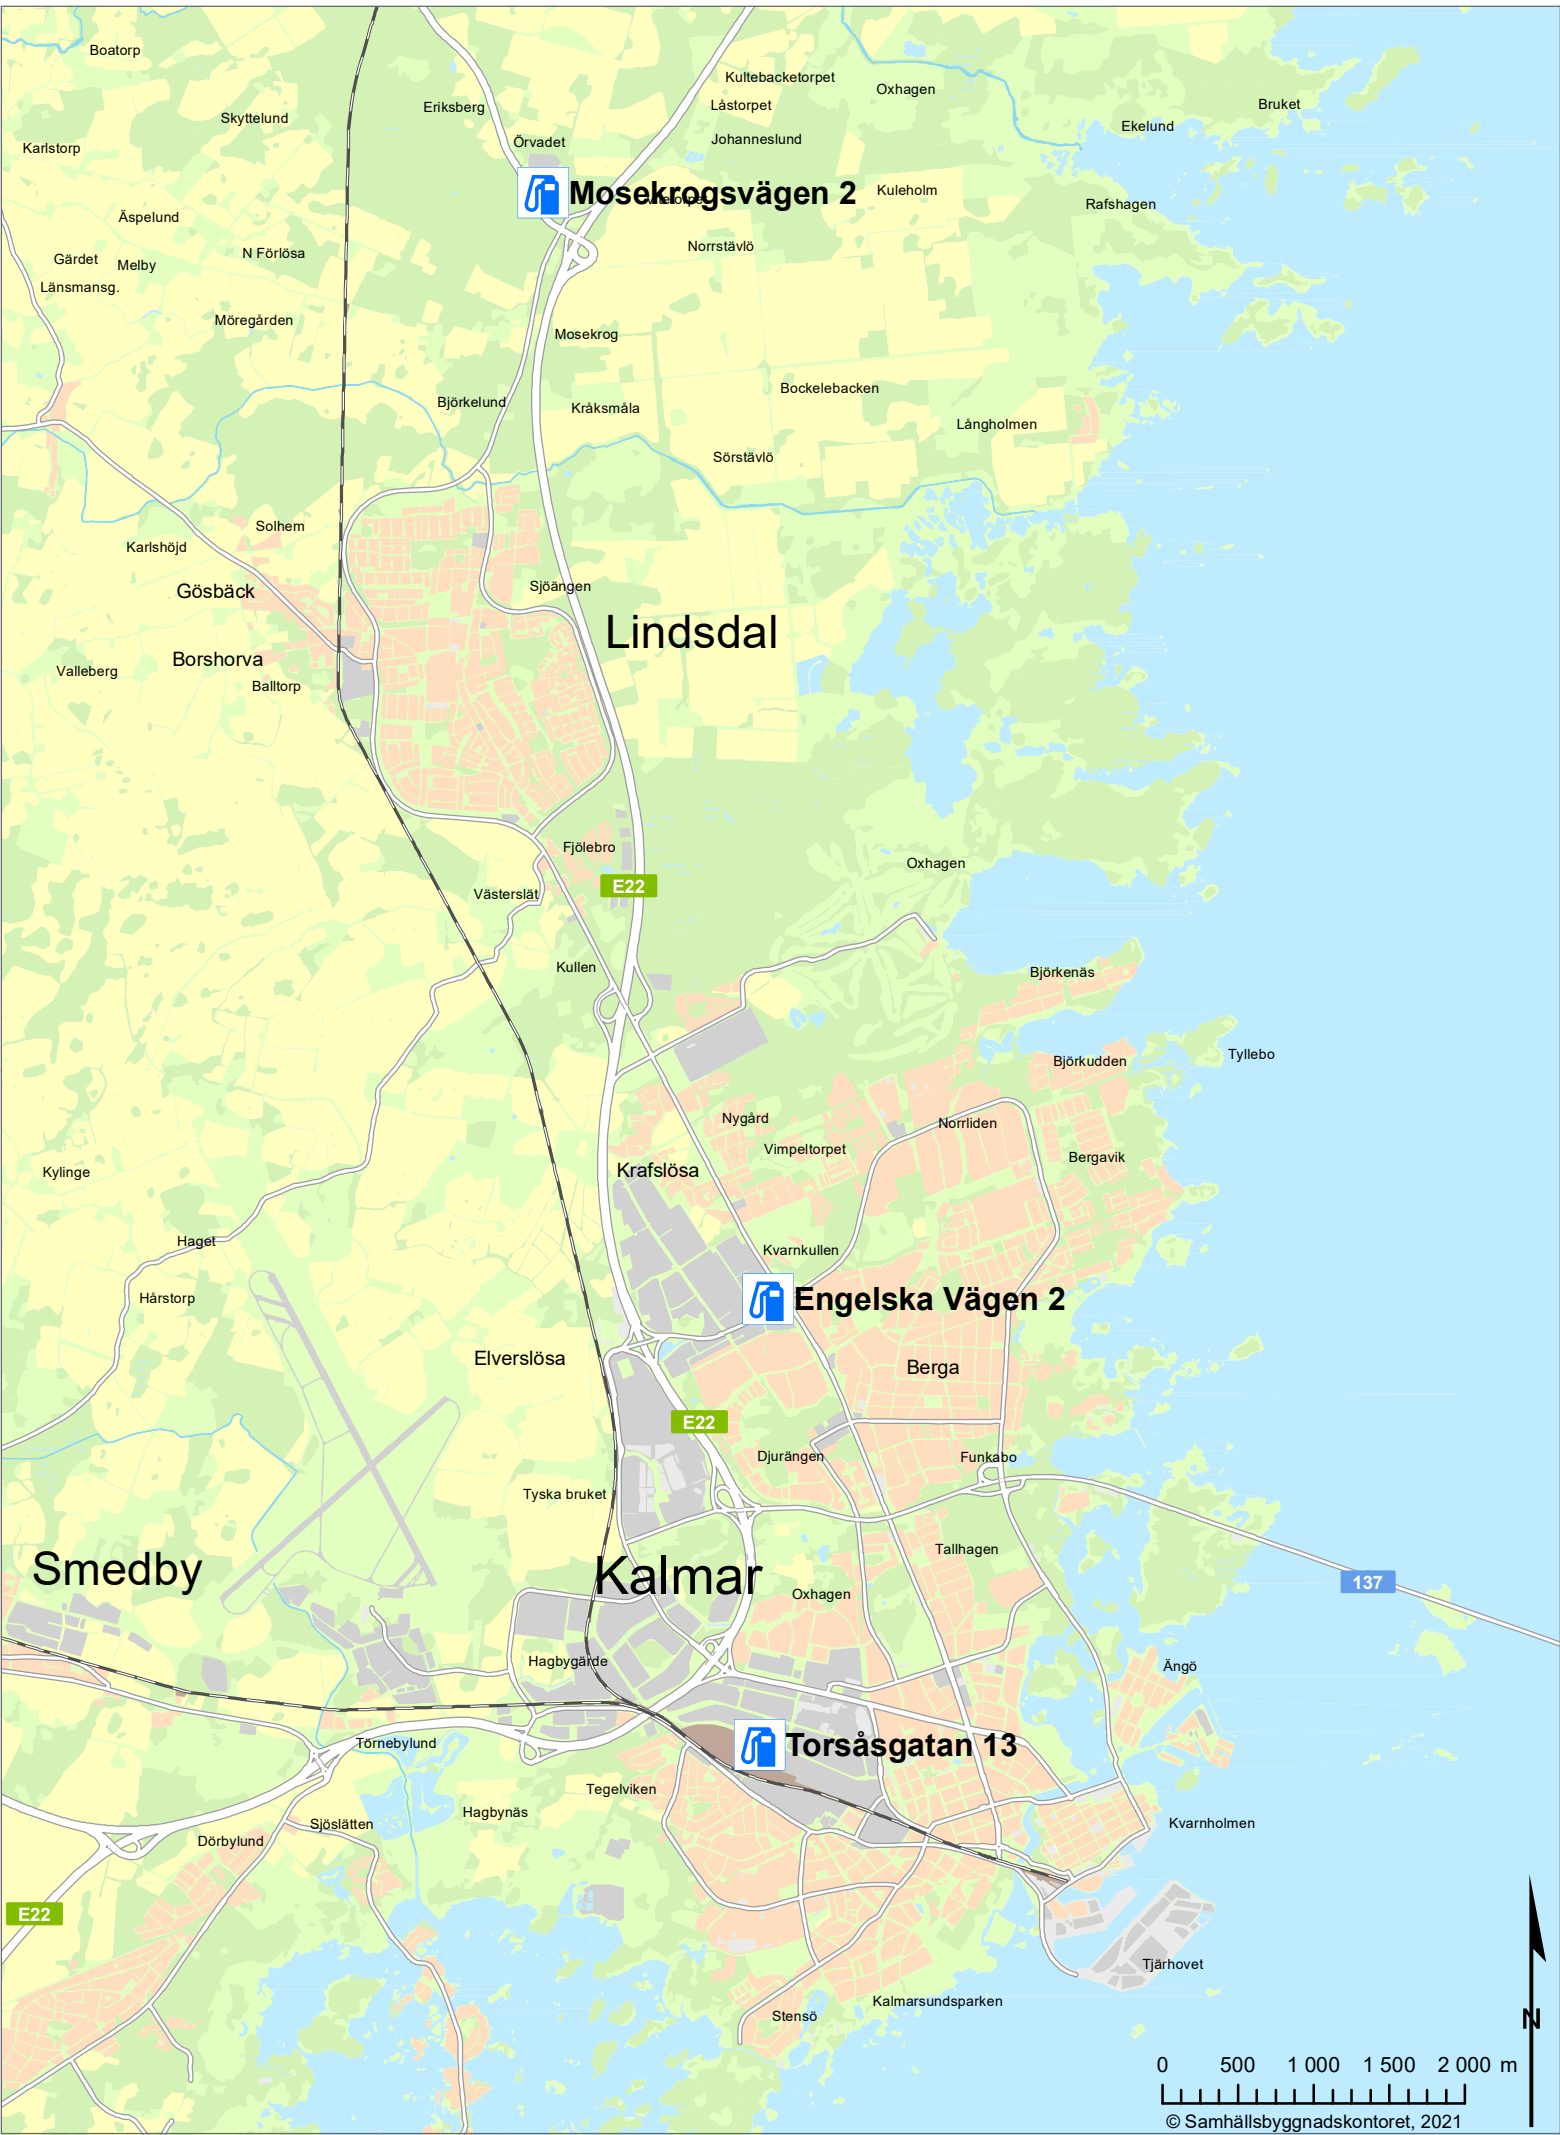 Boatorp
Kultebacketorpet
Oxhagen
Låstorpet
Bruket
Eriksberg
Skyttelund
Ekelund
Örvadet
Johanneslund
Karlstorp
Mosekrogsvägen 2
Kuleholm
Rafshagen
Äspelund
Norrstävlö
N Förlösa
Gärdet
Melby
Länsmansg.
Möregården
Mosekrog
Bockelebacken
Björkelund
Kråksmåla
Långholmen
Sörstävlö
Solhem
Karlshöjd
Sjöängen
Gösbäck
Lindsdal
Borshorva
Valleberg
Balltorp
Fjölebro
Oxhagen
E22
Västerslät
Kullen
Björkenäs
Tyllebo
Björkudden
Nygård
Norrliden
Vimpeltorpet
Bergavik
Krafslösa
Kylinge
Haget
Kvarnkullen
Hårstorp
Engelska Vägen 2
Elverslösa
Berga
E22
Djurängen
Funkabo
Tyska bruket
Tallhagen
Smedby
Kalmar
137
Oxhagen
Hagbygärde
Ängö
Törnebylund
Torsåsgatan 13
Tegelviken
Hagbynäs
Sjöslätten
Kvarnholmen
Dörbylund
E22
Tjärhovet
Kalmarsundsparken
Stensö
N
0 500 1 000 1 500 2 000 m
© Samhällsbyggnadskontoret, 2021